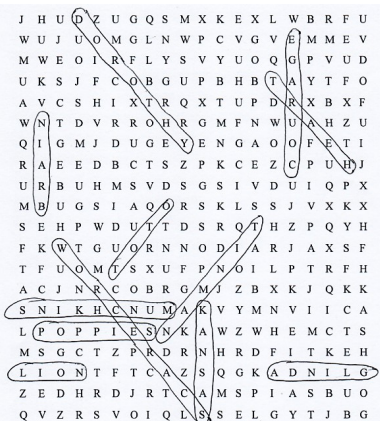 J H U D Z U G Q S M X K E X L W B R F U
W U J U O M G L N W P C V G V E M M E V
M W E O I R F L Y S V Y U O Q G P V U D
U K S J F C O B G U P B H B T A Y T F O
A V C S H I X T R Q X T U P D R X B X F
W N T D V R R O H R G M F N W U A H Z U
Q I G M J D U G E Y E N G A O O F E T I
R A E E D B C T S Z P K C E Z C P U H J
U R B U H M S V D S G S I V D U I Q P X
M B U G S I A Q O R S K L S S J V X K X
S E H P W D U T T D S R Q T H Z P Q Y H
F K W T G U O R N N O D I A R J A X S F
T F U O M T S X U F P N O I L P T R F H
A C J N R C O B R G M J Z B X K J Q K K
S N I K H C N U M A K V Y M N V I I C A
L P O P P I E S N K A W Z W H E M C T S
M S G C T Z P R D R N H R D F I T K E H
L I O N T F T C A Z S Q G K A D N I L G
Z E D H R D J R T C A M S P I A S B U O
Q V Z R S V O I Q L S S E L G Y T J B G